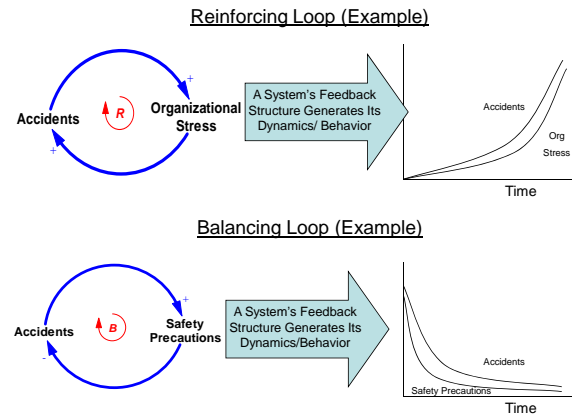 Reinforcing Loop (Example)
+
Accidents
R
Organizational
Stress
+
A System's Feedback
Structure Generates Its
Dynamics/ Behavior
Accidents
Org
Stress
Time
Balancing Loop (Example)
+
Accidents
B
Safety
Precautions
-
A System's Feedback
Structure Generates Its
Dynamics/Behavior
Accidents
Safety Precautions
Time